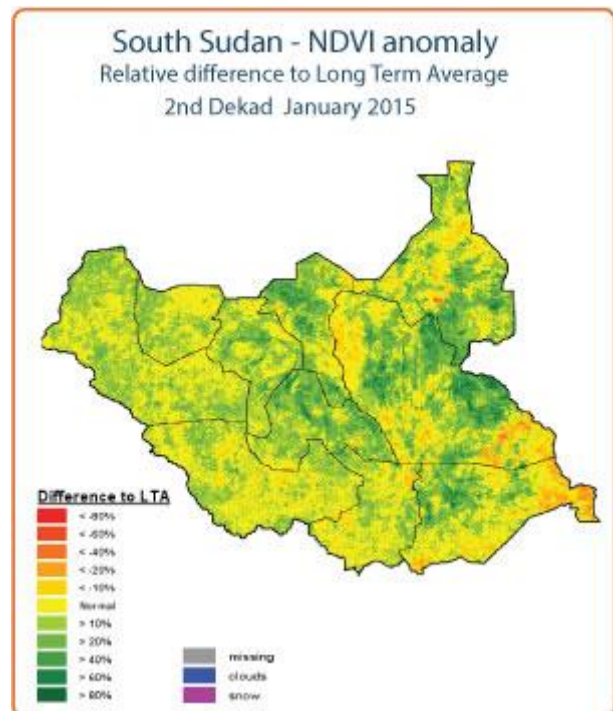 South Sudan - NDVI anomaly
Relative difference to Long Term Average
2nd Dekad January 2015
Difference to LTA
< -80%
< -60%
< -40%
< -20%
< -10%
Normal
> 10%
> 20%
> 40%
> 60%
> 80%
missing
clouds
snow